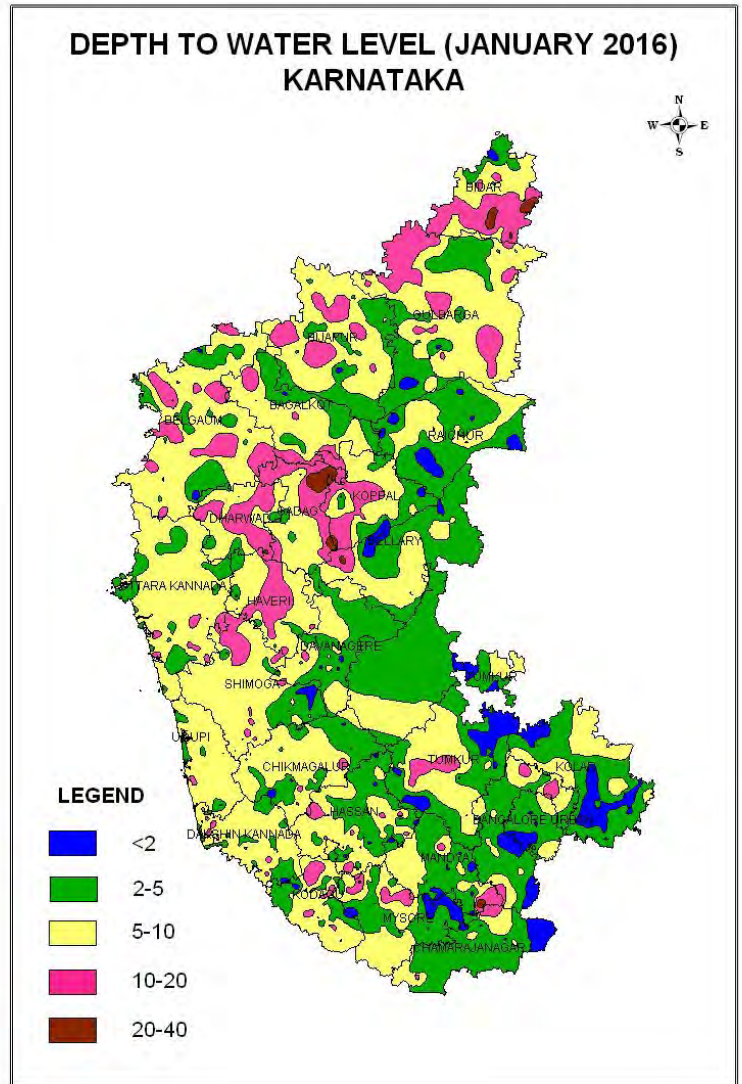 DEPTH TO WATER LEVEL (JANUARY 2016)
KARNATAKA
N
W E
S
BIDAR
GULBARGA
BIJAPUR
BAGALKOT
BELGAUM
RAICHUR
KOPPAL
GADAG
DHARWAD
BELLARY
UTTARA KANNADA
HAVERI
DAVANAGERE
TUMKUR
SHIMOGA
UDUPI
CHIKMAGALUR
TUMKUR
KOLAR
LEGEND
HASSAN
BANGALORE URBAN
DAKSHIN KANNADA
<2
MANDYA
2-5
KODAGU
MYSORE
5-10
CHAMARAJANAGAR
10-20
20-40